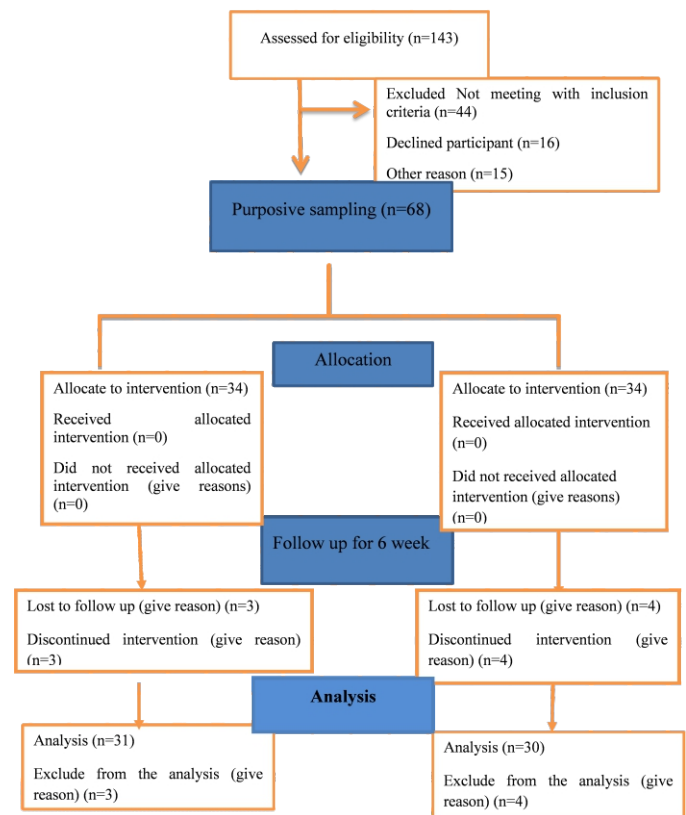 Assessed for eligibility (n=143)
Excluded Not meeting with inclusion
criteria (n=44)
Declined participant (n=16)
Other reason (n=15)
Purposive sampling (n=68)
Allocation
Allocate to intervention (n=34)
Received allocated
intervention (n=0)
Did not received allocated
intervention (give reasons)
(n=0)
Allocate to intervention (n=34)
Received allocated intervention
(n=0)
Did not received allocated
intervention (give reasons)
(n=0)
Follow up for 6 week
Lost to follow up (give reason) (n=3)
Discontinued intervention (give reason)
(n=3)
Lost to follow up (give reason) (n=4)
Discontinued intervention (give
reason) (n=4)
Analysis
Analysis (n=31)
Exclude from the analysis (give
reason) (n=3)
Analysis (n=30)
Exclude from the analysis (give
reason) (n=4)